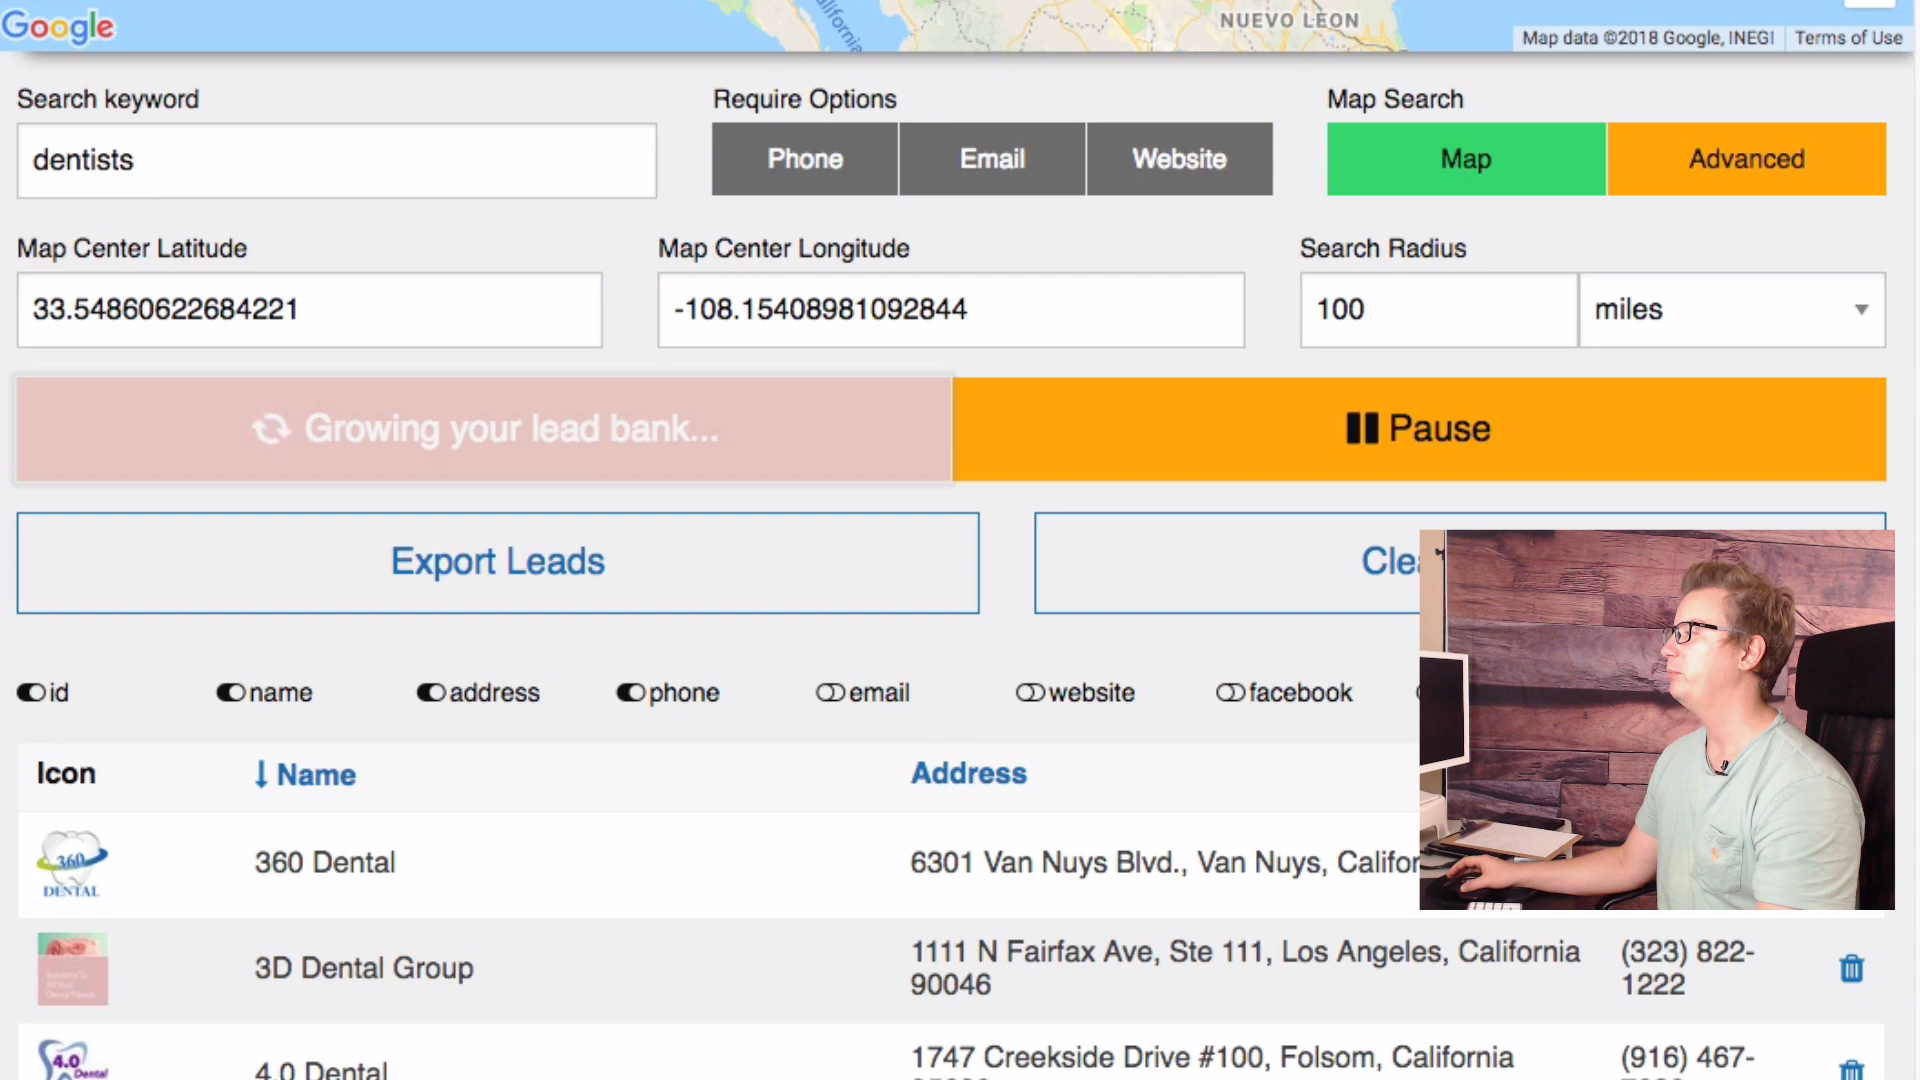 Google
California
NUEVO LEON
Map data ©2018 Google, INEGI
Terms of Use
Search keyword
Require Options
Map Search
dentists
Phone
Email
Website
Map
Advanced
Map Center Latitude
Map Center Longitude
Search Radius
33.54860622684221
-108.15408981092844
100
miles
Growing your lead bank...
Pause
Export Leads
Clea
id
name
address
phone
email
website
facebook
Icon
Name
Address
360
DENTAL
360 Dental
6301 Van Nuys Blvd., Van Nuys, Califor
3D Dental Group
1111 N Fairfax Ave, Ste 111, Los Angeles, California
90046
(323) 822-
1222
4.0
Dental
4.0 Dental
1747 Creekside Drive #100, Folsom, California
(916) 467-